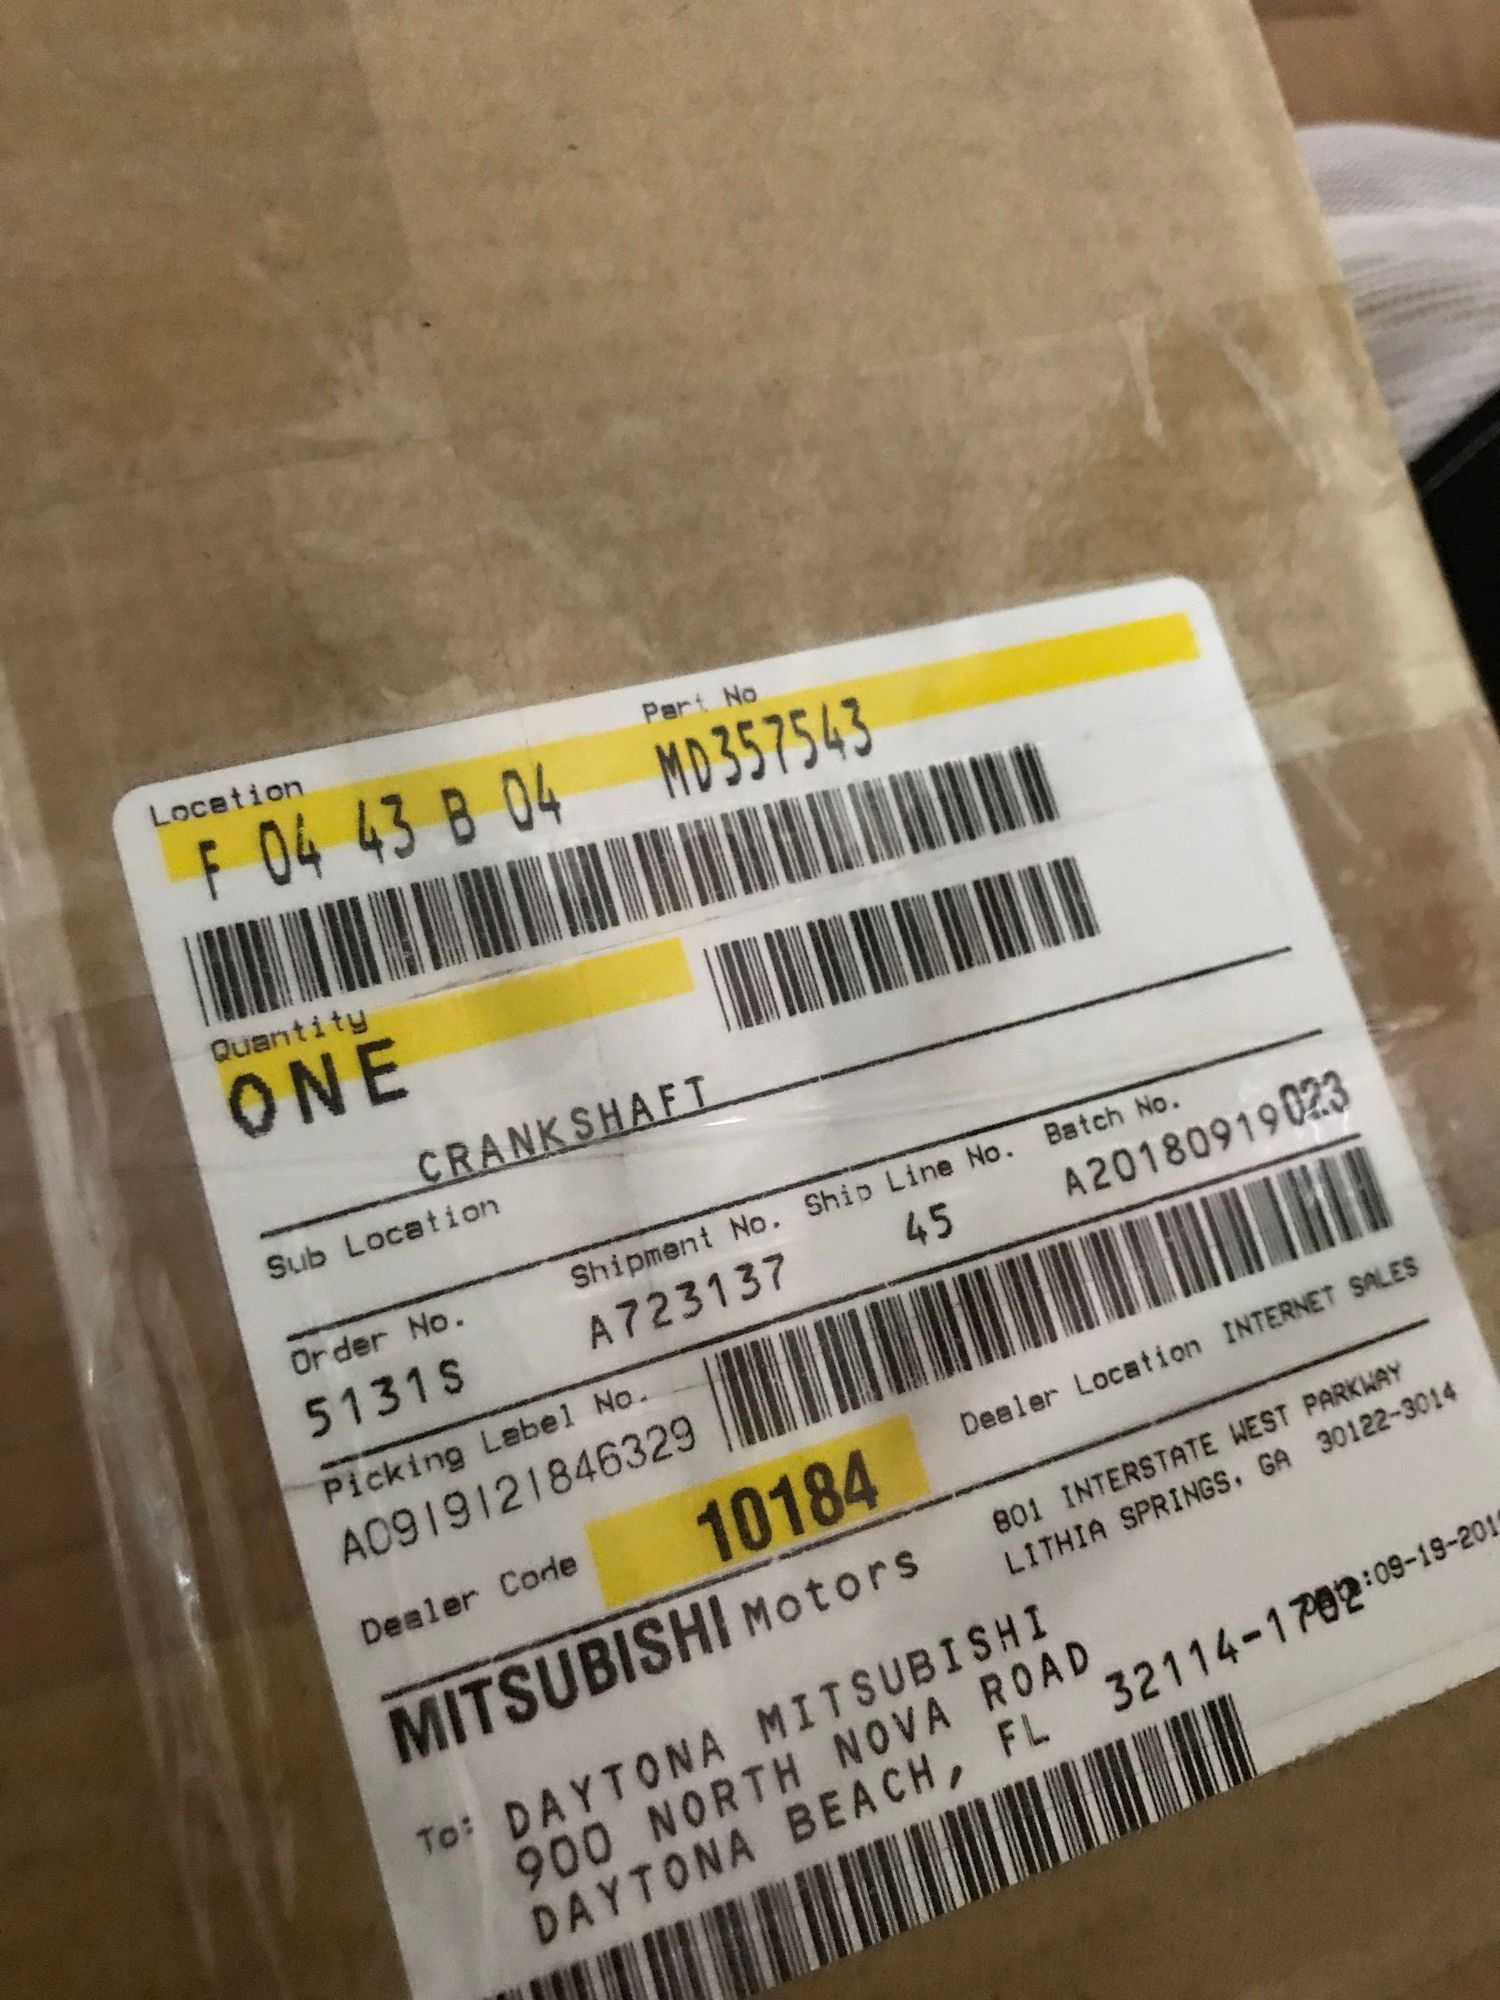 Location Part No
F 04 43 B 04 MD357543
Quantity
ONE
CRANKSHAFT
Sub Location
Order No. Shipment No. Ship Line No. Batch No.
5131S A723137 45 A20180919023
Picking Label No.
A0919121846329
Dealer Code 10184 Dealer Location INTERNET SALES
MITSUBISHI Motors
801 INTERSTATE WEST PARKWAY
LITHIA SPRINGS, GA 30122-3014
To: DAYTONA MITSUBISHI
900 NORTH NOVA ROAD
DAYTONA BEACH, FL 32114-1702